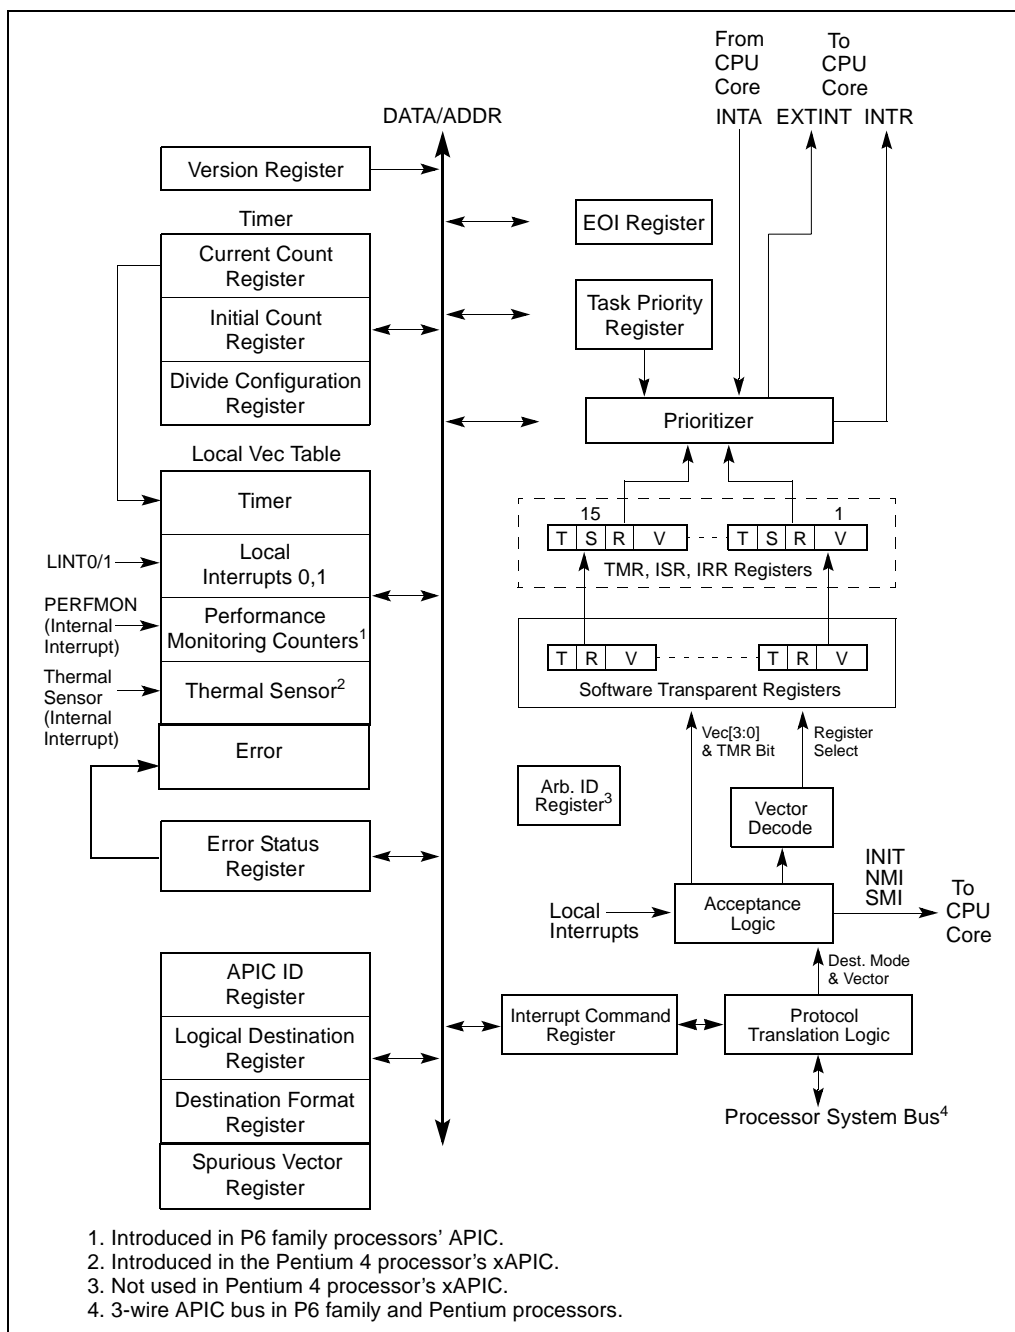 From
CPU
Core
To
CPU
Core
DATA/ADDR
INTA
EXTINT
INTR
Version Register
EOI Register
Timer
Current Count
Register
Initial Count
Register
Divide Configuration
Register
Task Priority
Register
Prioritizer
Local Vec Table
Timer
Local
Interrupts 0,1
Performance
Monitoring Counters1
Thermal Sensor2
Error
LINT0/1
PERFMON
(Internal
Interrupt)
Thermal
Sensor
(Internal
Interrupt)
15
1
T S R V
T S R V
TMR, ISR, IRR Registers
T R V
T R V
Software Transparent Registers
Vec[3:0]
& TMR Bit
Register
Select
Arb. ID
Register3
Vector
Decode
Error Status
Register
INIT
NMI
SMI
To
CPU
Core
Local
Interrupts
Acceptance
Logic
Dest. Mode
& Vector
APIC ID
Register
Logical Destination
Register
Destination Format
Register
Spurious Vector
Register
Interrupt Command
Register
Protocol
Translation Logic
Processor System Bus4
1. Introduced in P6 family processors’ APIC.
2. Introduced in the Pentium 4 processor’s xAPIC.
3. Not used in Pentium 4 processor’s xAPIC.
4. 3-wire APIC bus in P6 family and Pentium processors.